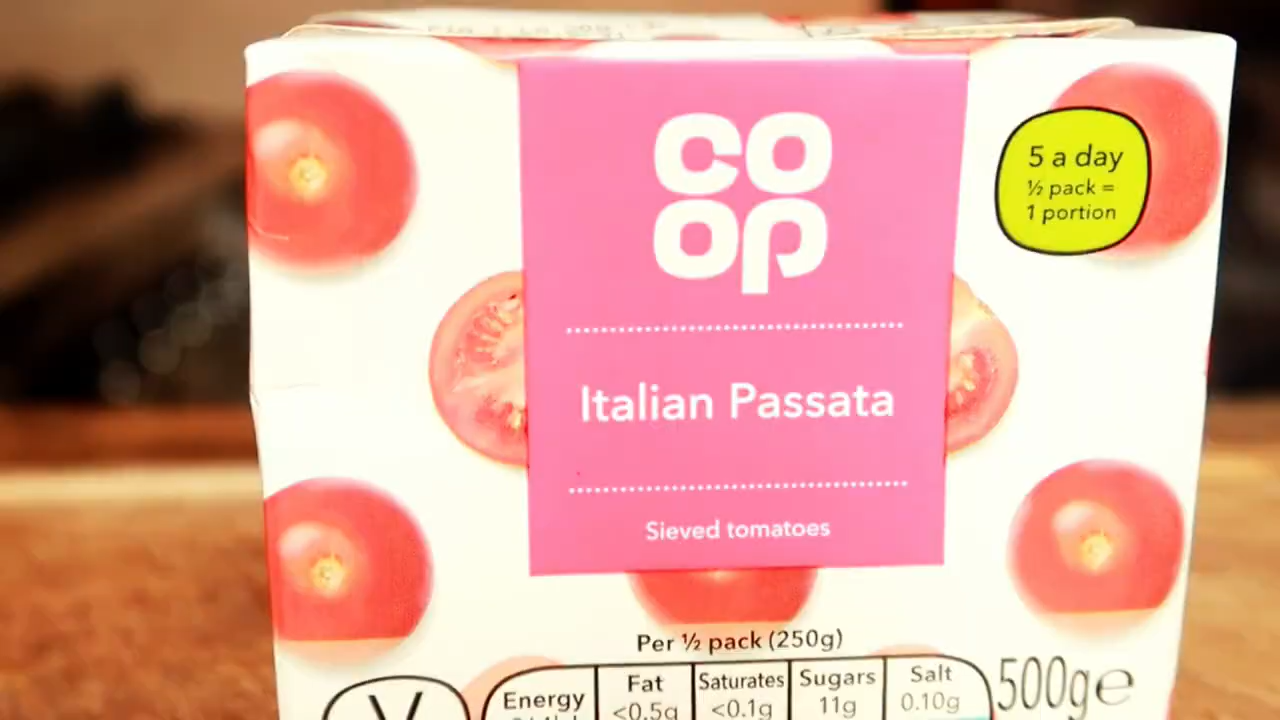 co
op
5 a day
½ pack =
1 portion
Italian Passata
Sieved tomatoes
Per ½ pack (250g)
Energy
Fat
<0.5g
Saturates
<0.1g
Sugars
11g
Salt
0.10g
500g℮
V